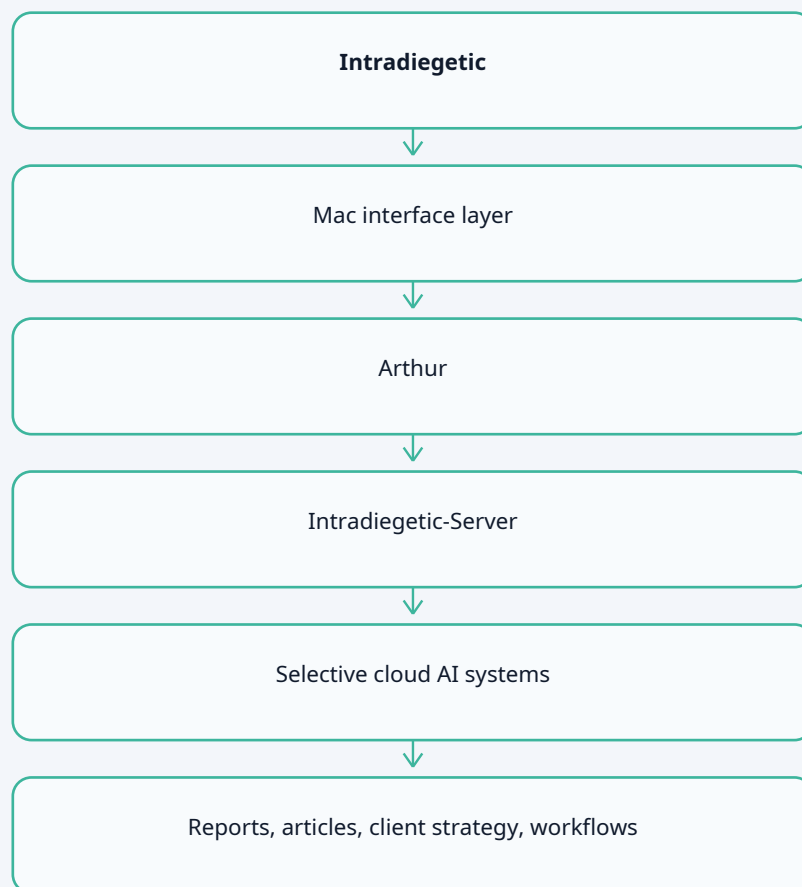 Intradiegetic
Mac interface layer
Arthur
Intradiegetic-Server
Selective cloud AI systems
Reports, articles, client strategy, workflows